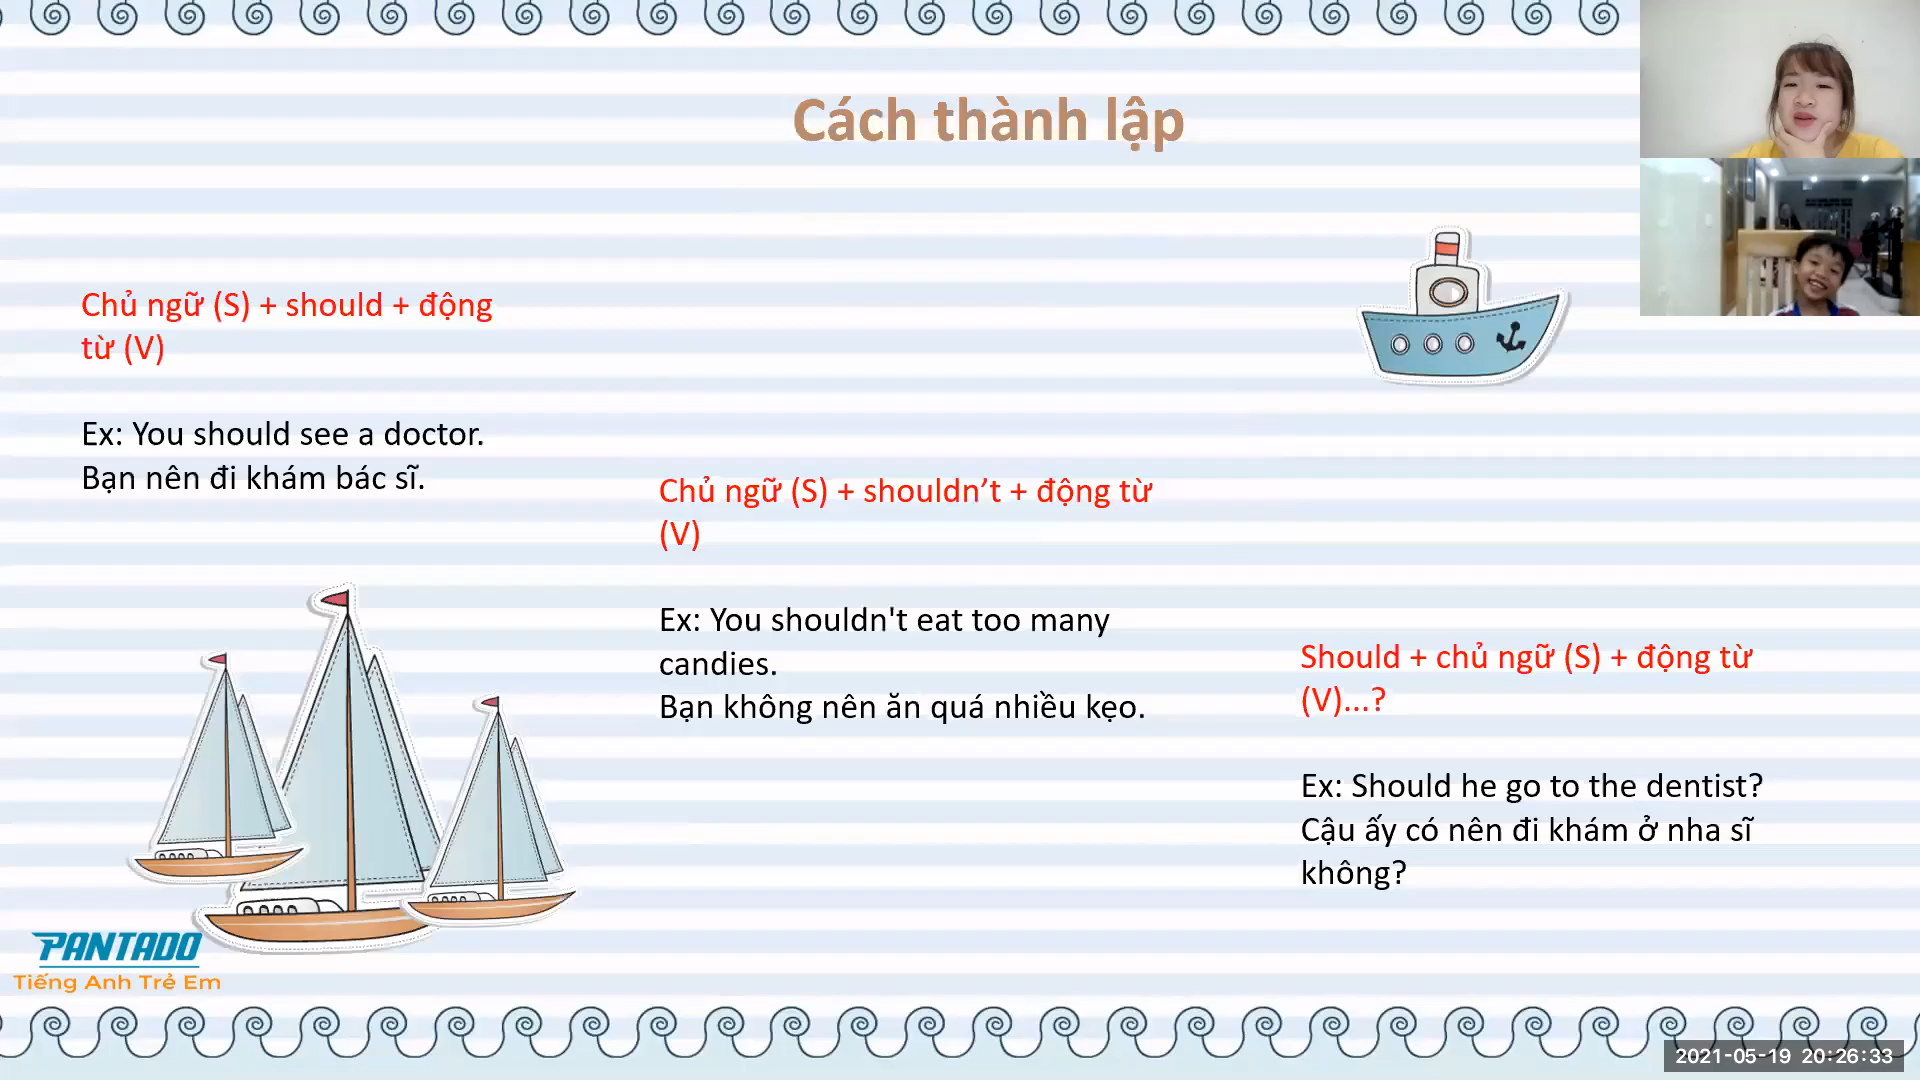 Cách thành lập
Chủ ngữ (S) + should + động
từ (V)
Ex: You should see a doctor.
Bạn nên đi khám bác sĩ.
Chủ ngữ (S) + shouldn’t + động từ
(V)
Ex: You shouldn't eat too many
candies.
Bạn không nên ăn quá nhiều kẹo.
Should + chủ ngữ (S) + động từ
(V)...?
Ex: Should he go to the dentist?
Cậu ấy có nên đi khám ở nha sĩ
không?
PANTADO
Tiếng Anh Trẻ Em
2021-05-19 20:26:33